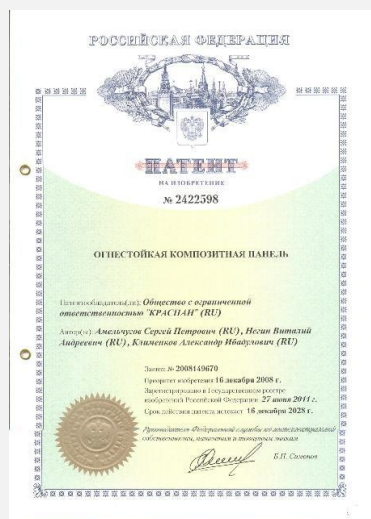 РОССИЙСКАЯ ФЕДЕРАЦИЯ
ПАТЕНТ
НА ИЗОБРЕТЕНИЕ
№ 2422598
ОГНЕСТОЙКАЯ КОМПОЗИТНАЯ ПАНЕЛЬ
Патентообладатель(ли): Общество с ограниченной
ответственностью "КРАСПАН" (RU)
Автор(ы): Амельчугов Сергей Петрович (RU), Негин Виталий
Андреевич (RU), Клименков Александр Ибадулович (RU)
Заявка № 2008149670
Приоритет изобретения 16 декабря 2008 г.
Зарегистрировано в Государственном реестре
изобретений Российской Федерации 27 июня 2011 г.
Срок действия патента истекает 16 декабря 2028 г.
Руководитель Федеральной службы по интеллектуальной
собственности, патентам и товарным знакам
Б.П. Симонов